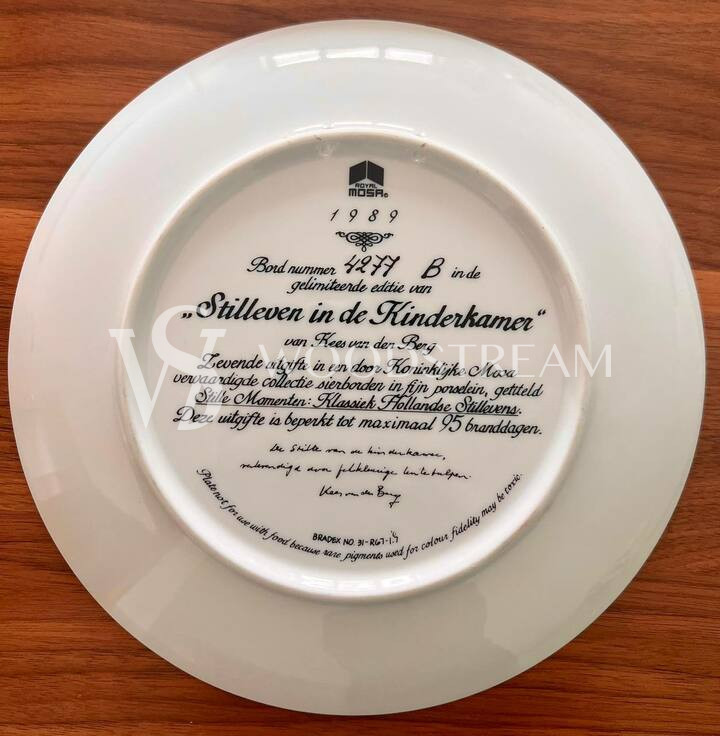 ROYAL
MOSA®
1989
Bord nummer 4277 B in de
gelimiteerde editie van
„Stilleven in de Kinderkamer“
van Kees van der Berg
Zevende uitgifte in een door Koninklijke Mosa
vervaardigde collectie sierborden in fijn porselein, getiteld
Stille Momenten: Klassiek Hollandse Stillevens.
Deze uitgifte is beperkt tot maximaal 95 branddagen.
De Stilte van de kinderkamer,
door felkleurige
Kees van der Berg
BRADEX NO. 31-R67-1.4
Plate not for use with food because rare pigments used for colour fidelity may be toxic.
WOODSTREAM